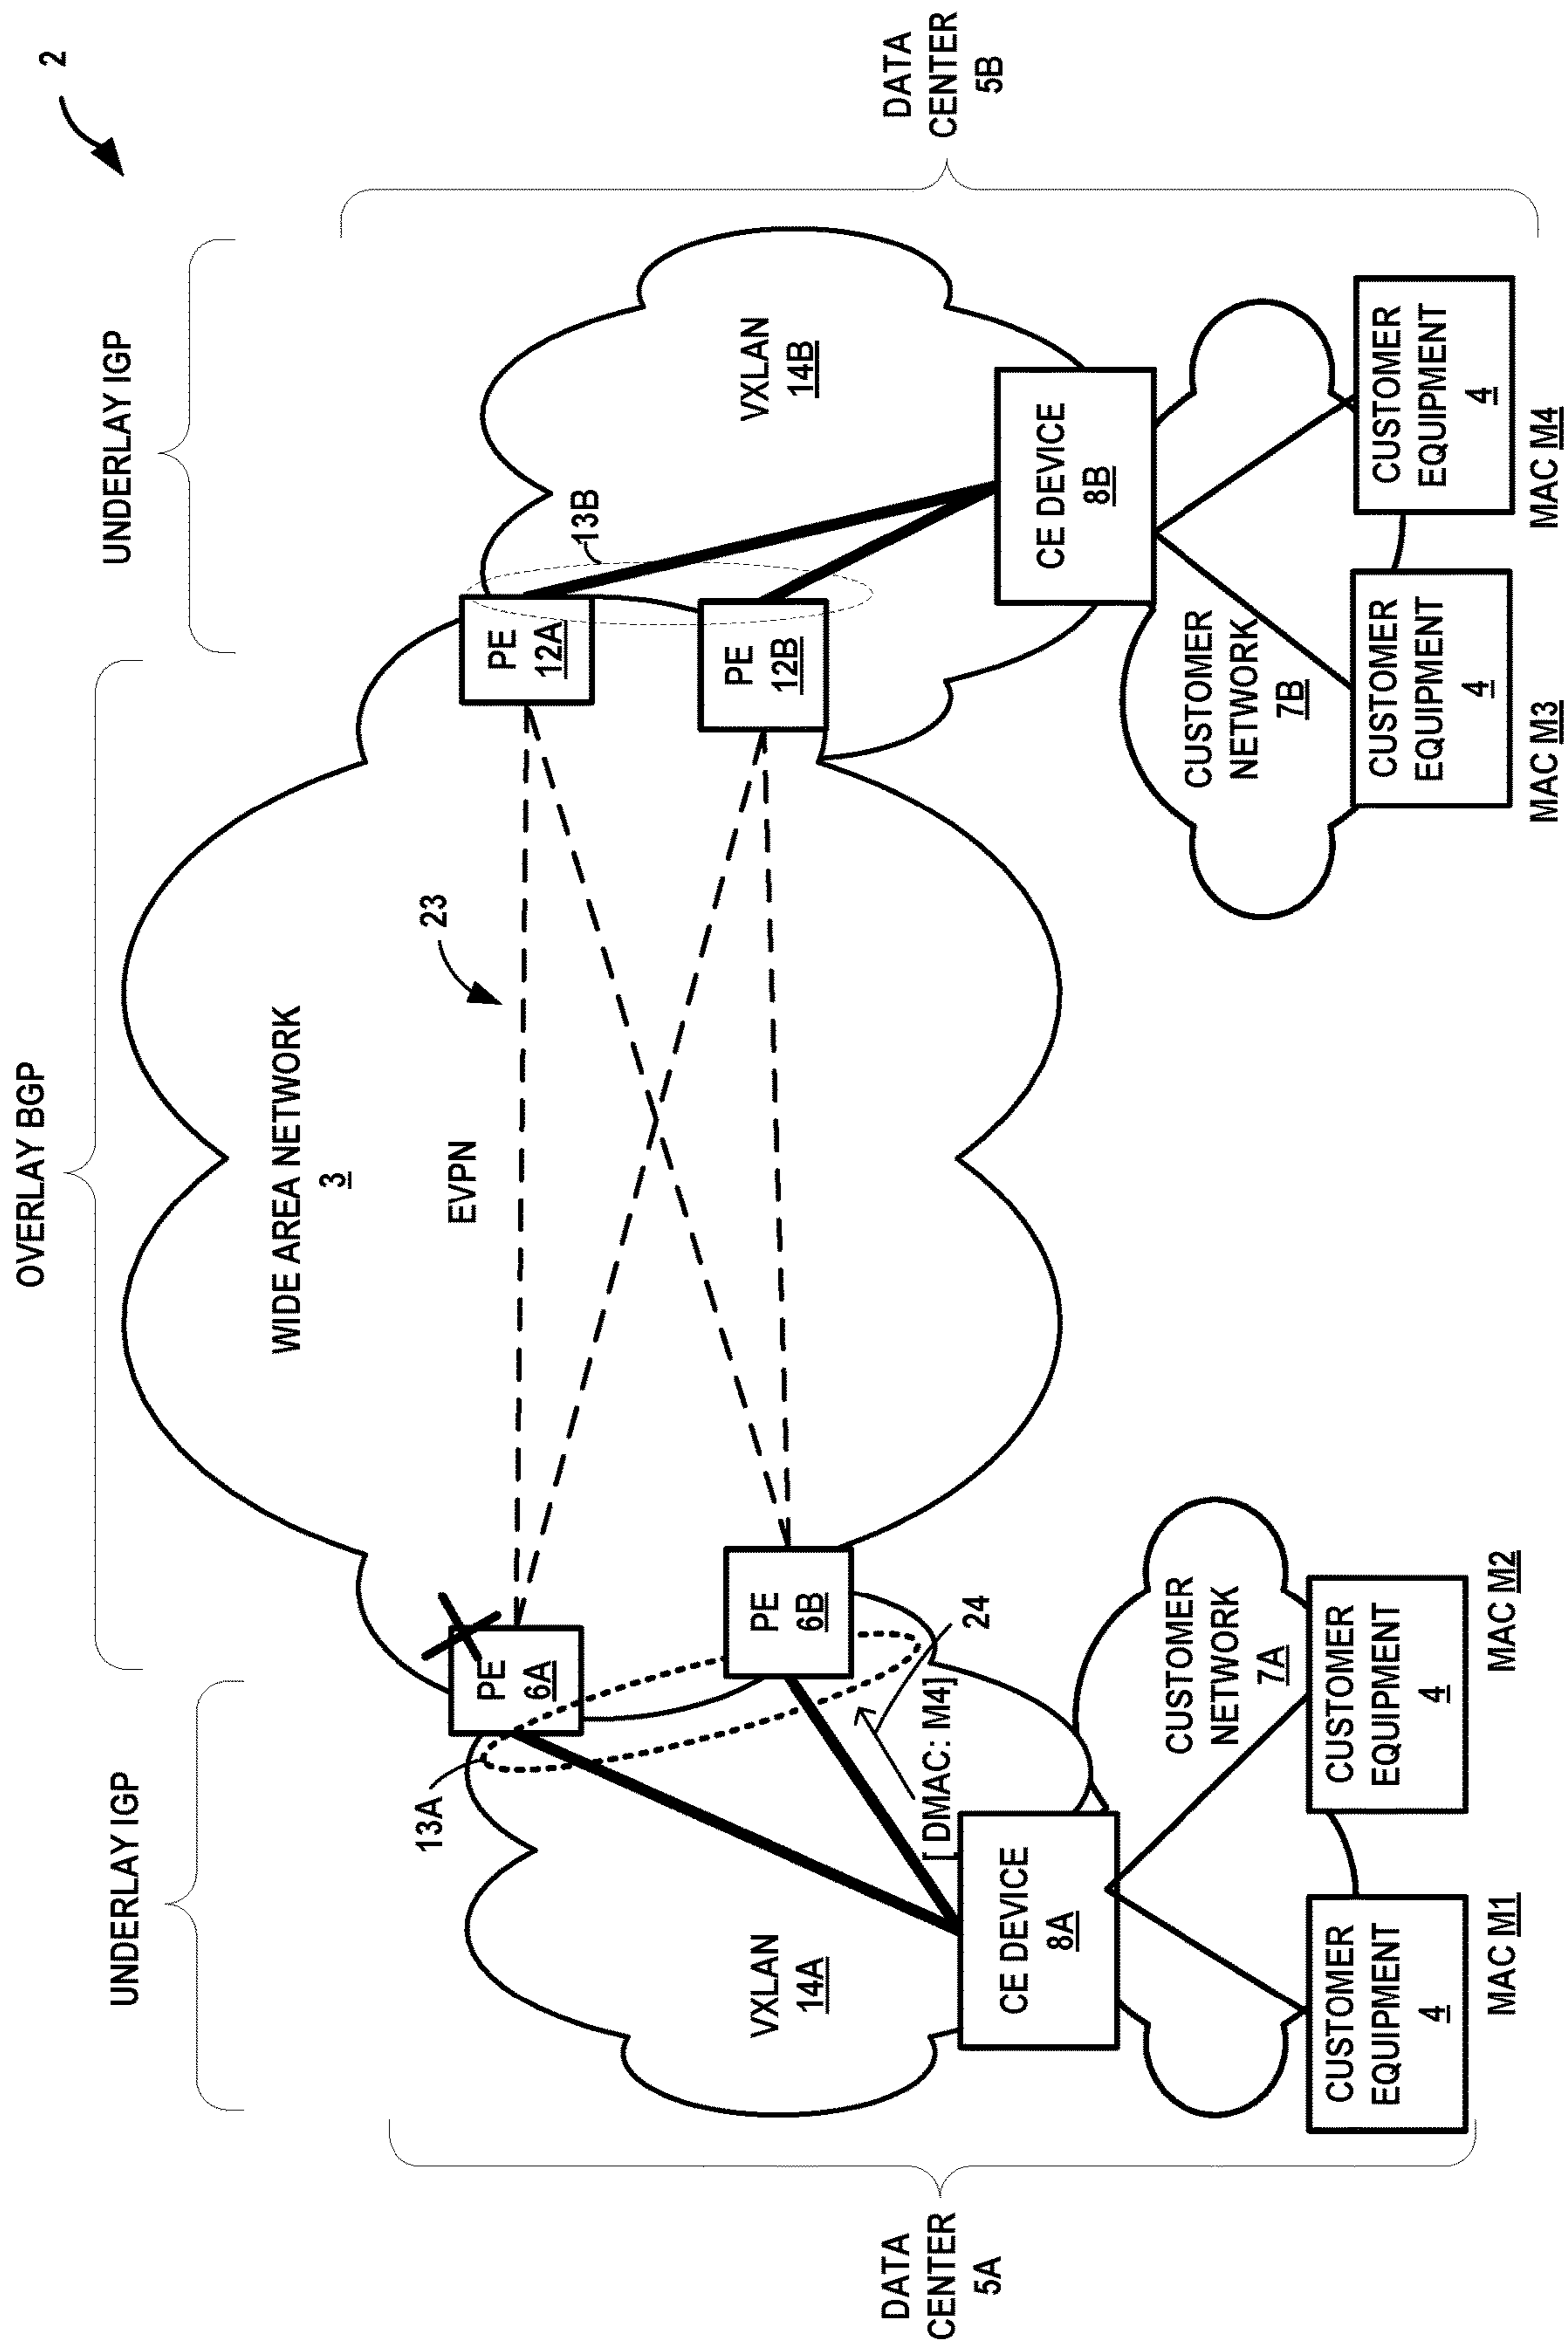 2
OVERLAY BGP
UNDERLAY IGP
UNDERLAY IGP
WIDE AREA NETWORK
3
EVPN
23
13A
13B
PE
6A
PE
12A
PE
6B
PE
12B
VXLAN
14A
VXLAN
14B
24
[ DMAC: M4]
DATA
CENTER
5A
DATA
CENTER
5B
CE DEVICE
8A
CE DEVICE
8B
CUSTOMER
NETWORK
7A
CUSTOMER
NETWORK
7B
CUSTOMER
EQUIPMENT
4
CUSTOMER
EQUIPMENT
4
CUSTOMER
EQUIPMENT
4
CUSTOMER
EQUIPMENT
4
MAC M1
MAC M2
MAC M3
MAC M4